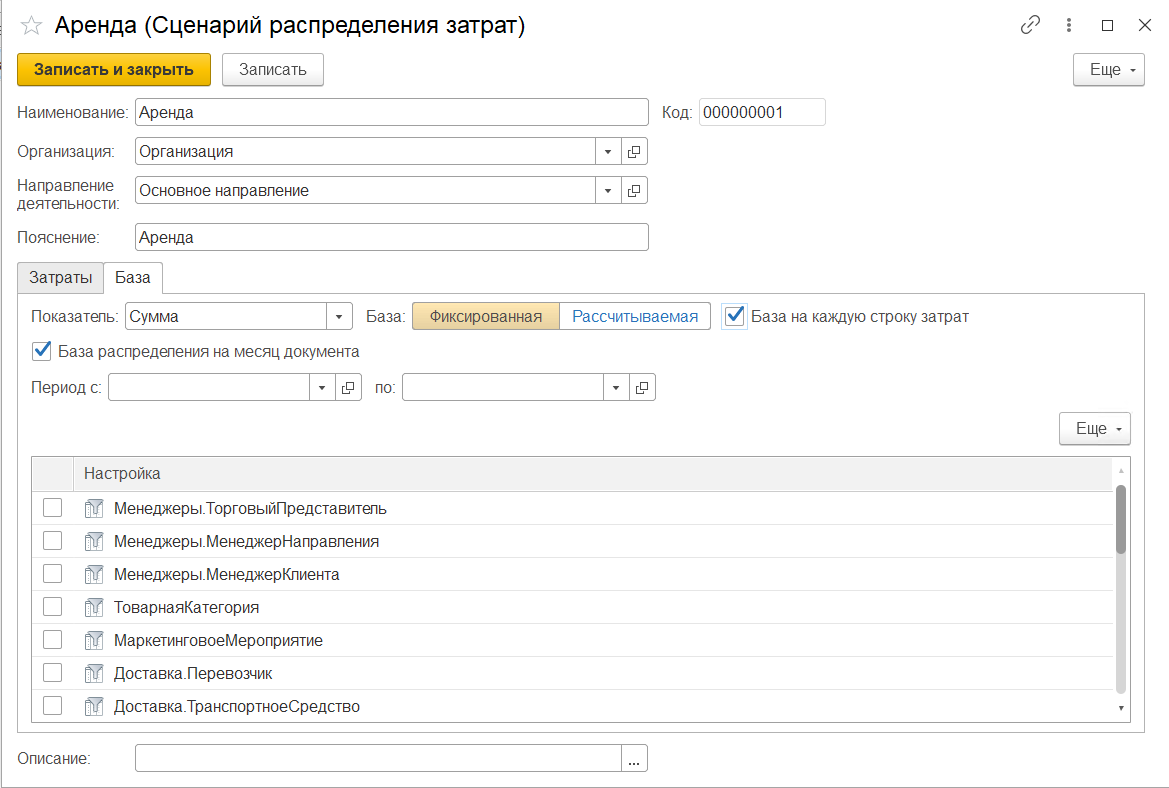 Аренда (Сценарий распределения затрат)
Записать и закрыть Записать Еще
Наименование: Аренда Код: 000000001
Организация: Организация
Направление
деятельности: Основное направление
Пояснение: Аренда
Затраты База
Показатель: Сумма База: Фиксированная Рассчитываемая База на каждую строку затрат
База распределения на месяц документа
Период с: по:
Еще
Настройка
Менеджеры.ТорговыйПредставитель
Менеджеры.МенеджерНаправления
Менеджеры.МенеджерКлиента
ТоварнаяКатегория
МаркетинговоеМероприятие
Доставка.Перевозчик
Доставка.ТранспортноеСредство
Описание: ...